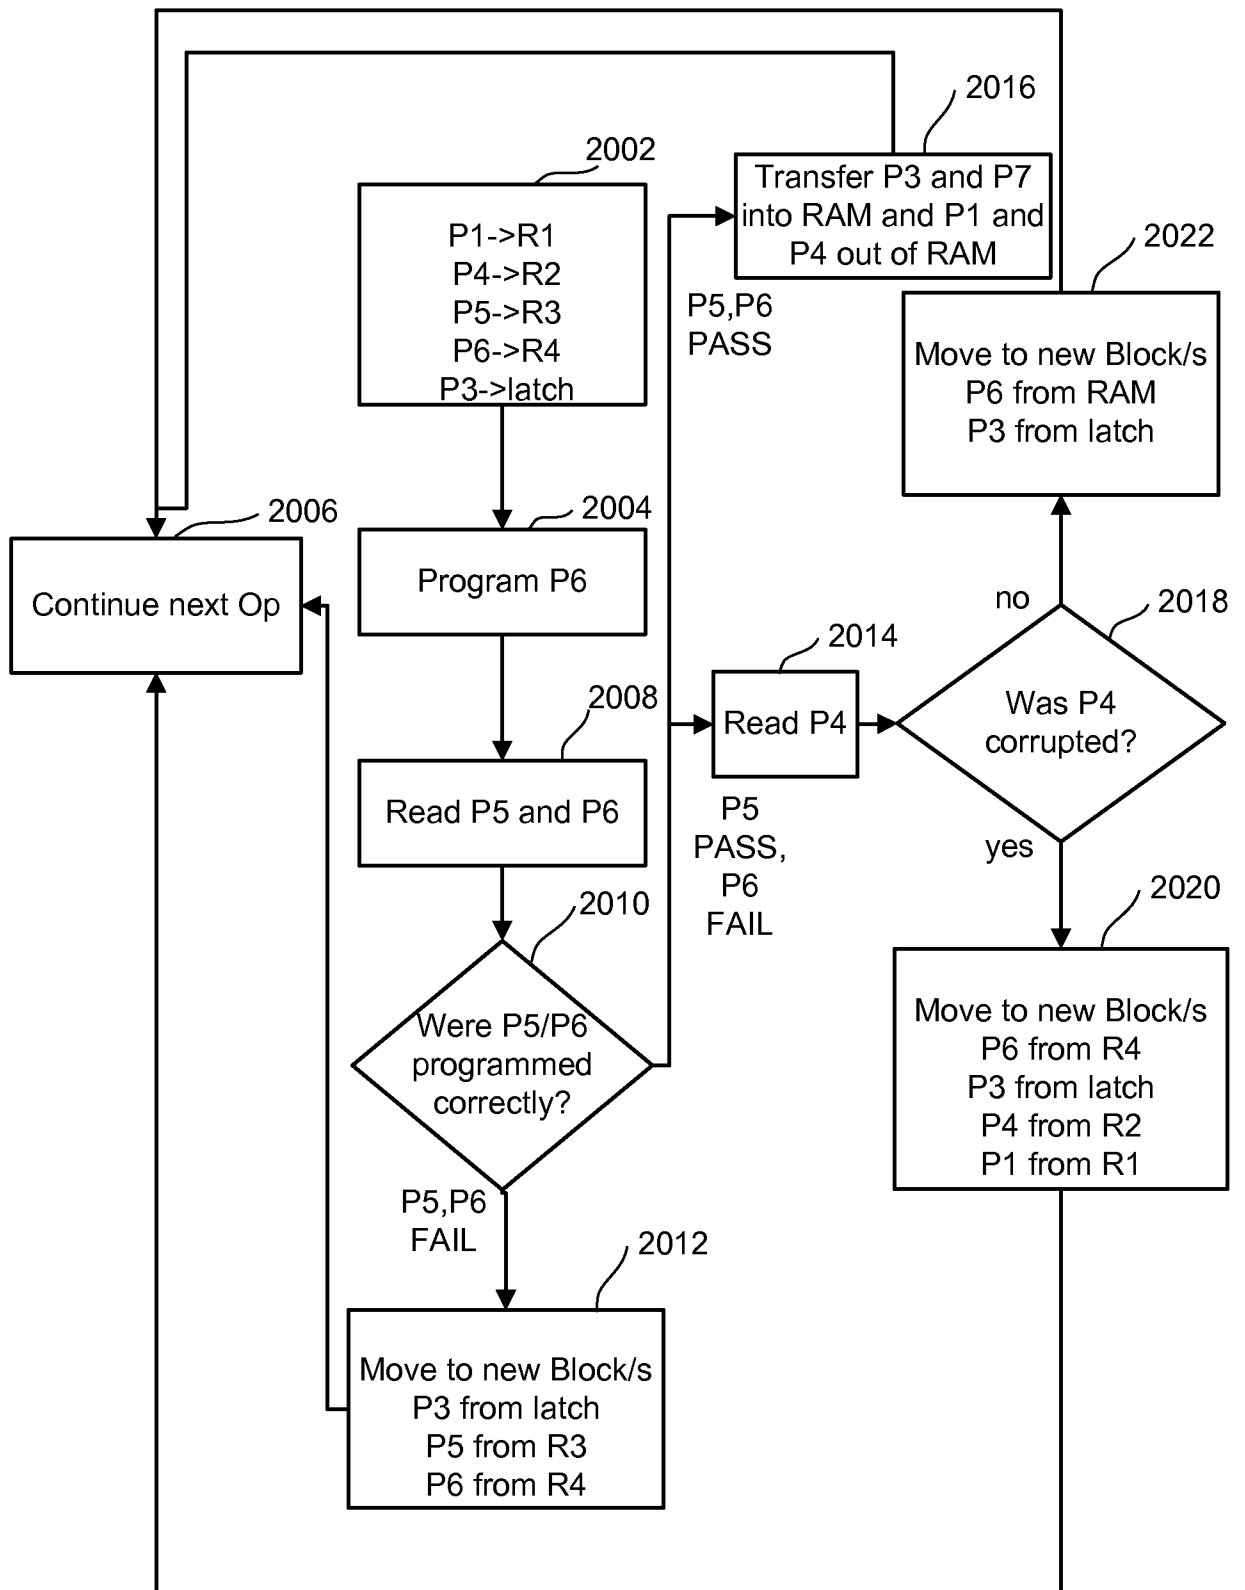 2016
Transfer P3 and P7
into RAM and P1 and
P4 out of RAM
2002
P1->R1
P4->R2
P5->R3
P6->R4
P3->latch
2022
Move to new Block/s
P6 from RAM
P3 from latch
P5,P6
PASS
2006
Continue next Op
2004
Program P6
no
2018
Was P4
corrupted?
yes
2014
Read P4
2008
Read P5 and P6
P5
PASS,
P6
FAIL
2010
Were P5/P6
programmed
correctly?
2020
Move to new Block/s
P6 from R4
P3 from latch
P4 from R2
P1 from R1
P5,P6
FAIL
2012
Move to new Block/s
P3 from latch
P5 from R3
P6 from R4